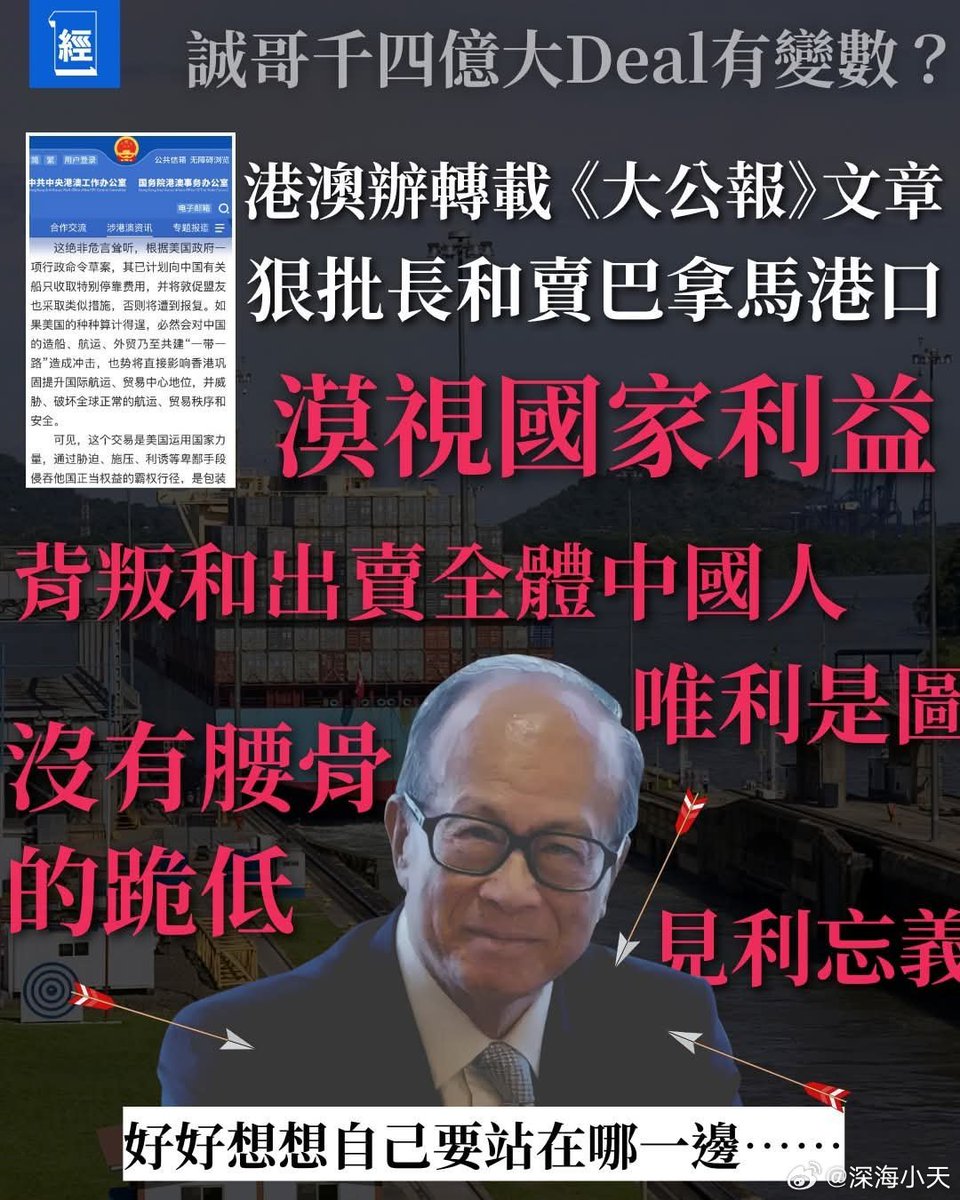 經
誠哥千四億大Deal有變數？
简 繁 用户登录 公共信箱 无障碍浏览
中共中央港澳工作办公室 国务院港澳事务办公室
电子邮箱
合作交流 涉港澳资讯 专题报道
这绝非危言耸听，根据美国政府一
项行政命令草案，其已计划向中国有关
船只收取特别停靠费用，并将敦促盟友
也采取类似措施，否则将遭到报复。如
果美国的种种算计得逞，必然会对中国
的造船、航运、外贸乃至共建“一带一
路”造成冲击，也势将直接影响香港巩
固提升国际航运、贸易中心地位，并威
胁、破坏全球正常的航运、贸易秩序和
安全。
可见，这个交易是美国运用国家力
量，通过胁迫、施压、利诱等卑鄙手段
侵吞他国正当权益的霸权行径，是包装
港澳辦轉載《大公報》文章
狠批長和賣巴拿馬港口
漠視國家利益
背叛和出賣全體中國人
唯利是圖
沒有腰骨
的跪低
見利忘義
好好想想自己要站在哪一邊……
@深海小天